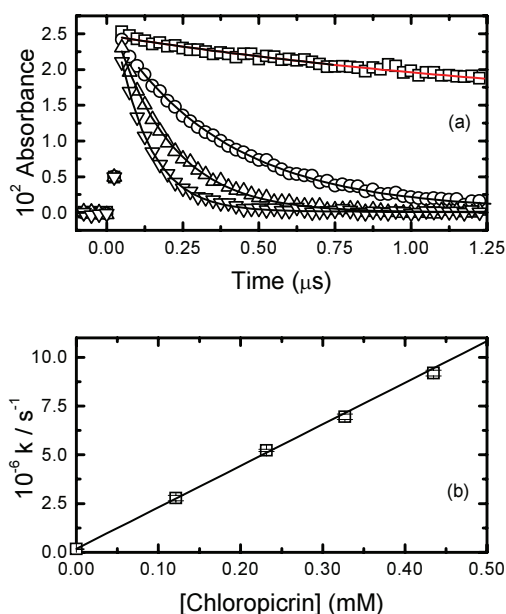 2.5
2.0
1.5
1.0
0.5
0.0
10² Absorbance
(a)
0.00 0.25 0.50 0.75 1.00 1.25
Time (μs)
10.0
7.5
5.0
2.5
0.0
10⁻⁶ k / s⁻¹
(b)
0.00 0.10 0.20 0.30 0.40 0.50
[Chloropicrin] (mM)